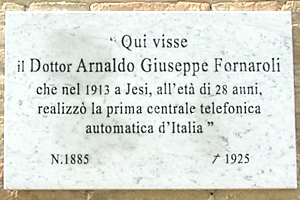 “ Qui visse
il Dottor Arnaldo Giuseppe Fornaroli
che nel 1913 a Jesi, all'età di 28 anni,
realizzò la prima centrale telefonica
automatica d'Italia ”
N.1885 † 1925